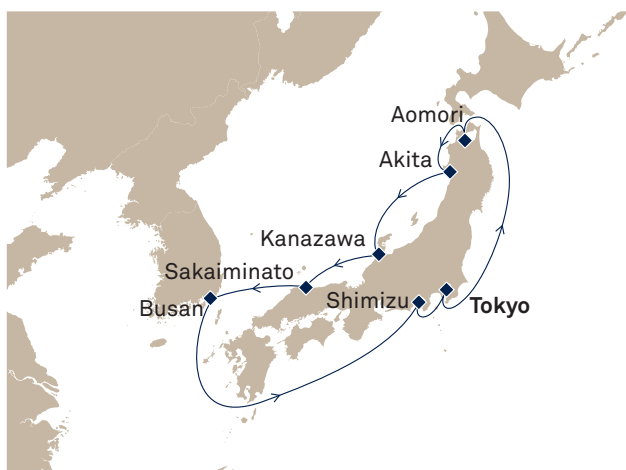 Aomori
Akita
Kanazawa
Sakaiminato
Busan
Shimizu
Tokyo